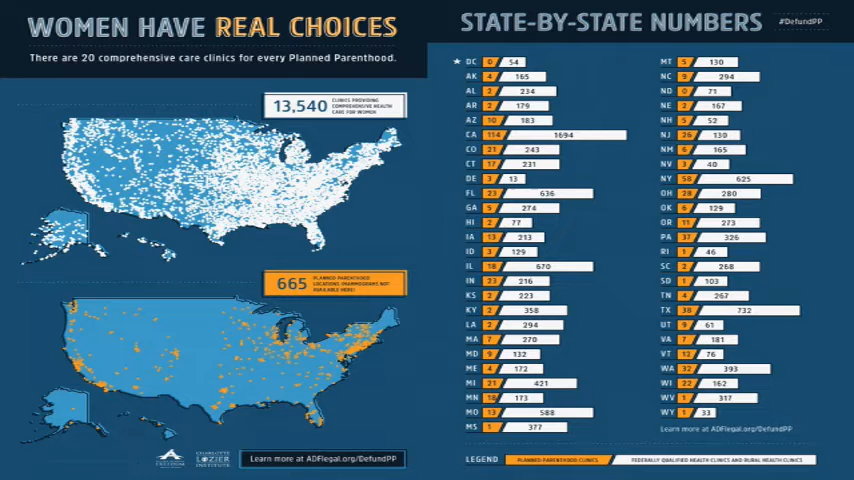 WOMEN HAVE REAL CHOICES
There are 20 comprehensive care clinics for every Planned Parenthood.
13,540 CLINICS PROVIDING
COMPREHENSIVE HEALTH
CARE FOR WOMEN
665 PLANNED PARENTHOOD
LOCATIONS (MAMMOGRAMS NOT
AVAILABLE HERE)
CHARLOTTE
LOZIER
INSTITUTE
FREEDOM
Learn more at ADFlegal.org/DefundPP
STATE-BY-STATE NUMBERS
#DefundPP
DC 0 54
AK 4 165
AL 2 234
AR 2 179
AZ 10 183
CA 114 1694
CO 21 243
CT 17 231
DE 3 13
FL 23 636
GA 5 274
HI 2 77
IA 13 213
ID 3 129
IL 18 670
IN 23 216
KS 2 223
KY 2 358
LA 2 294
MA 7 270
MD 9 132
ME 4 172
MI 21 421
MN 18 173
MO 13 588
MS 1 377
MT 5 130
NC 9 294
ND 0 71
NE 2 167
NH 5 52
NJ 26 130
NM 6 165
NV 3 40
NY 58 625
OH 28 280
OK 6 129
OR 11 273
PA 37 326
RI 1 46
SC 2 268
SD 1 103
TN 4 267
TX 38 732
UT 9 61
VA 7 181
VT 12 76
WA 32 393
WI 22 162
WV 1 317
WY 1 33
Learn more at ADFlegal.org/DefundPP
LEGEND PLANNED PARENTHOOD CLINICS FEDERALLY QUALIFIED HEALTH CLINICS AND RURAL HEALTH CLINICS